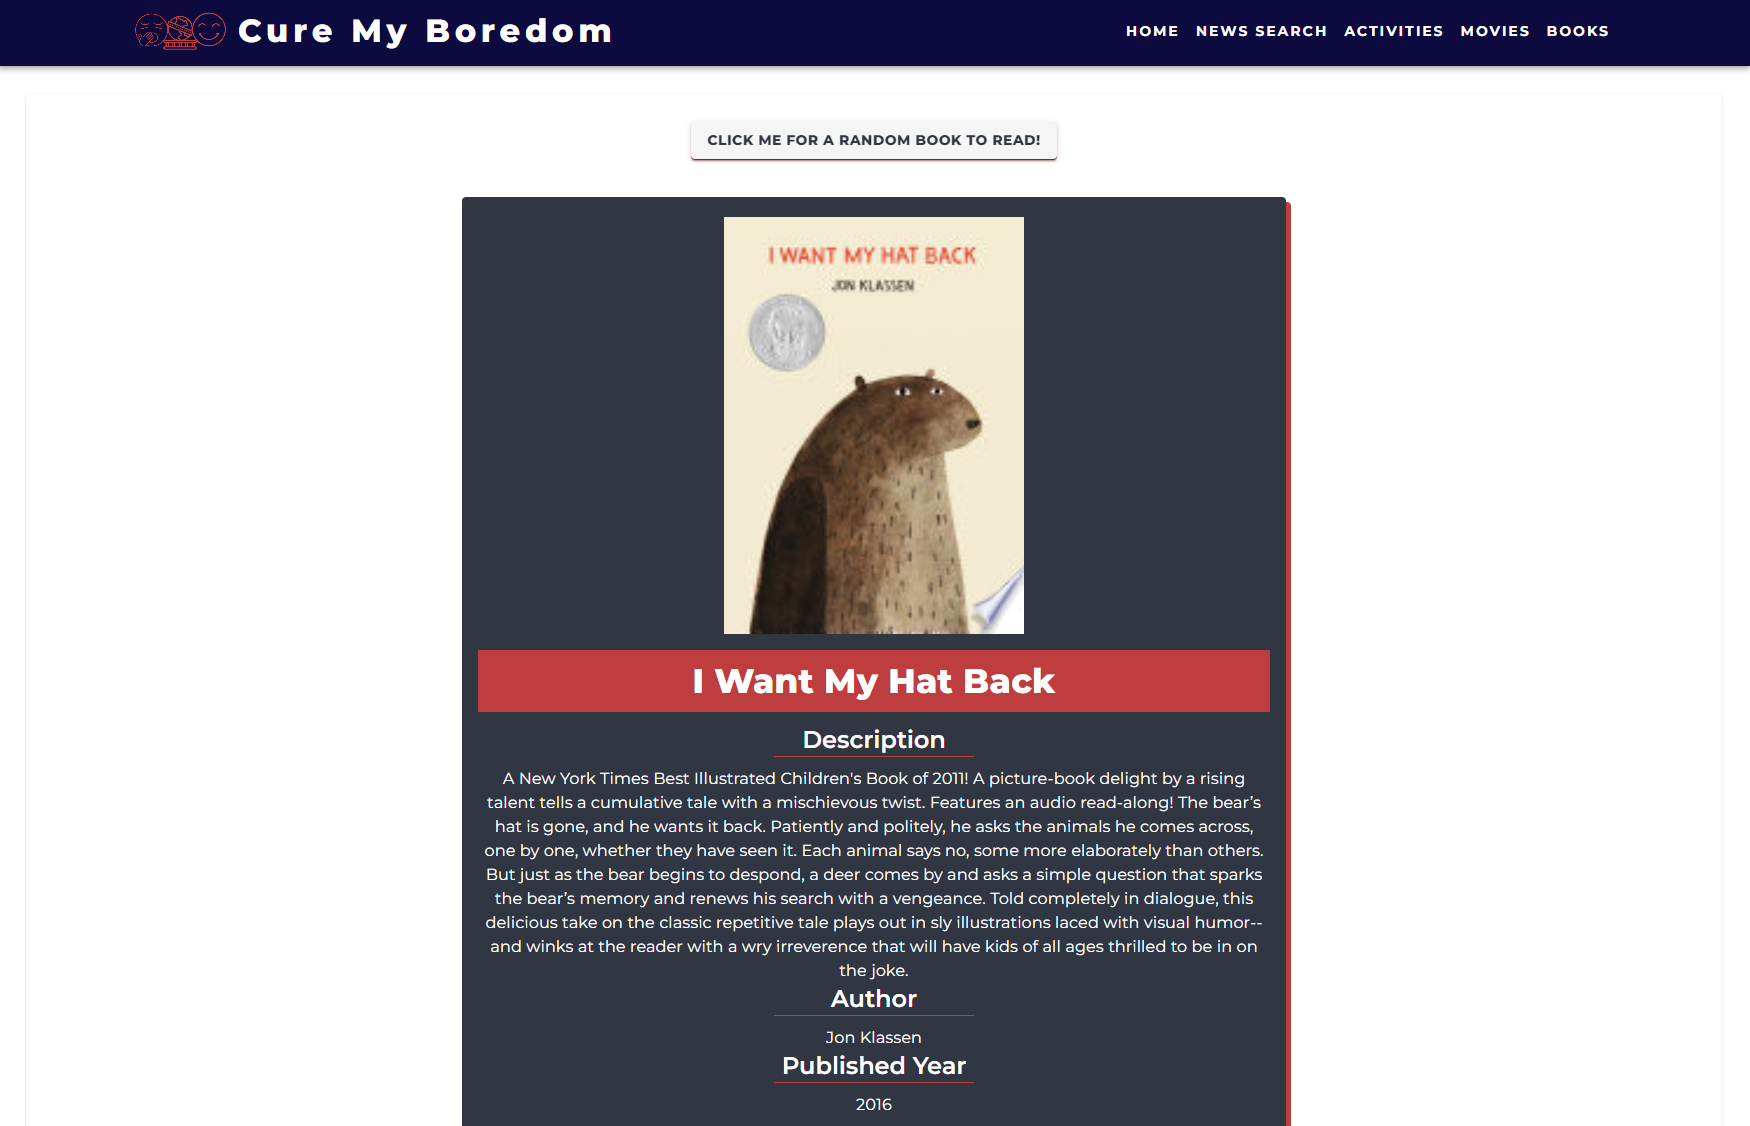 Cure My Boredom
HOME NEWS SEARCH ACTIVITIES MOVIES BOOKS
CLICK ME FOR A RANDOM BOOK TO READ!
I WANT MY HAT BACK
JON KLASSEN
I Want My Hat Back
Description
A New York Times Best Illustrated Children's Book of 2011! A picture-book delight by a rising
talent tells a cumulative tale with a mischievous twist. Features an audio read-along! The bear’s
hat is gone, and he wants it back. Patiently and politely, he asks the animals he comes across,
one by one, whether they have seen it. Each animal says no, some more elaborately than others.
But just as the bear begins to despond, a deer comes by and asks a simple question that sparks
the bear’s memory and renews his search with a vengeance. Told completely in dialogue, this
delicious take on the classic repetitive tale plays out in sly illustrations laced with visual humor--
and winks at the reader with a wry irreverence that will have kids of all ages thrilled to be in on
the joke.
Author
Jon Klassen
Published Year
2016